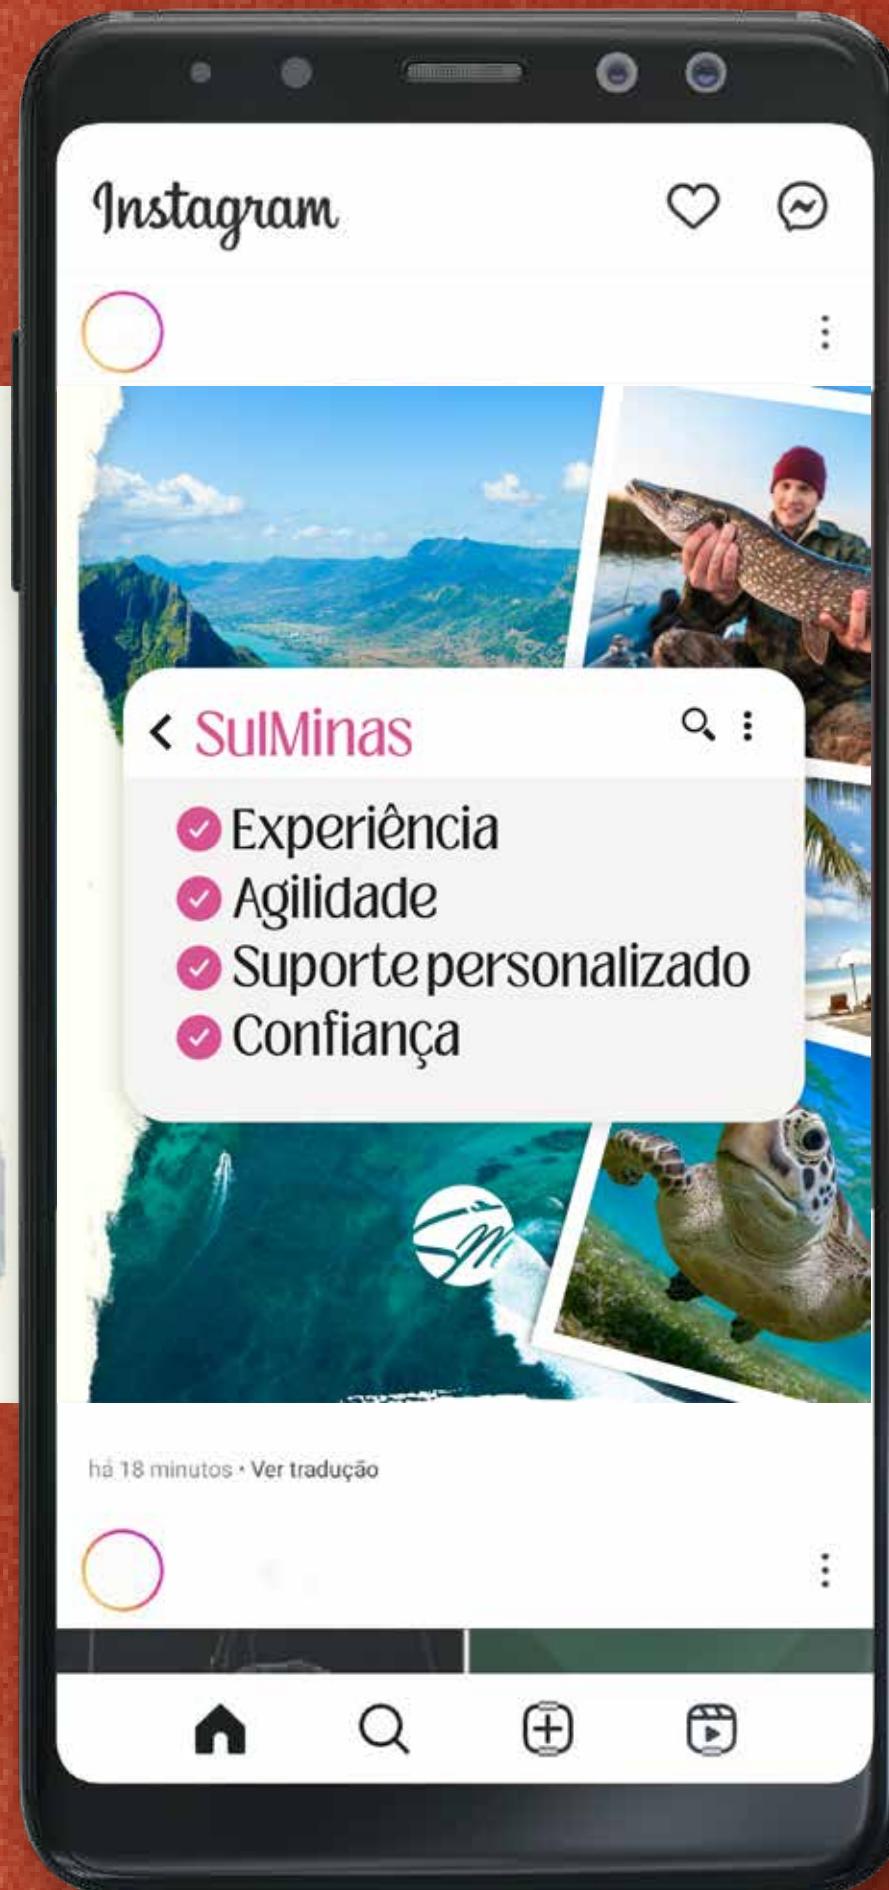 Instagram
SulMinas
Experiência
Agilidade
Suporte personalizado
Confiança
há 18 minutos • Ver tradução